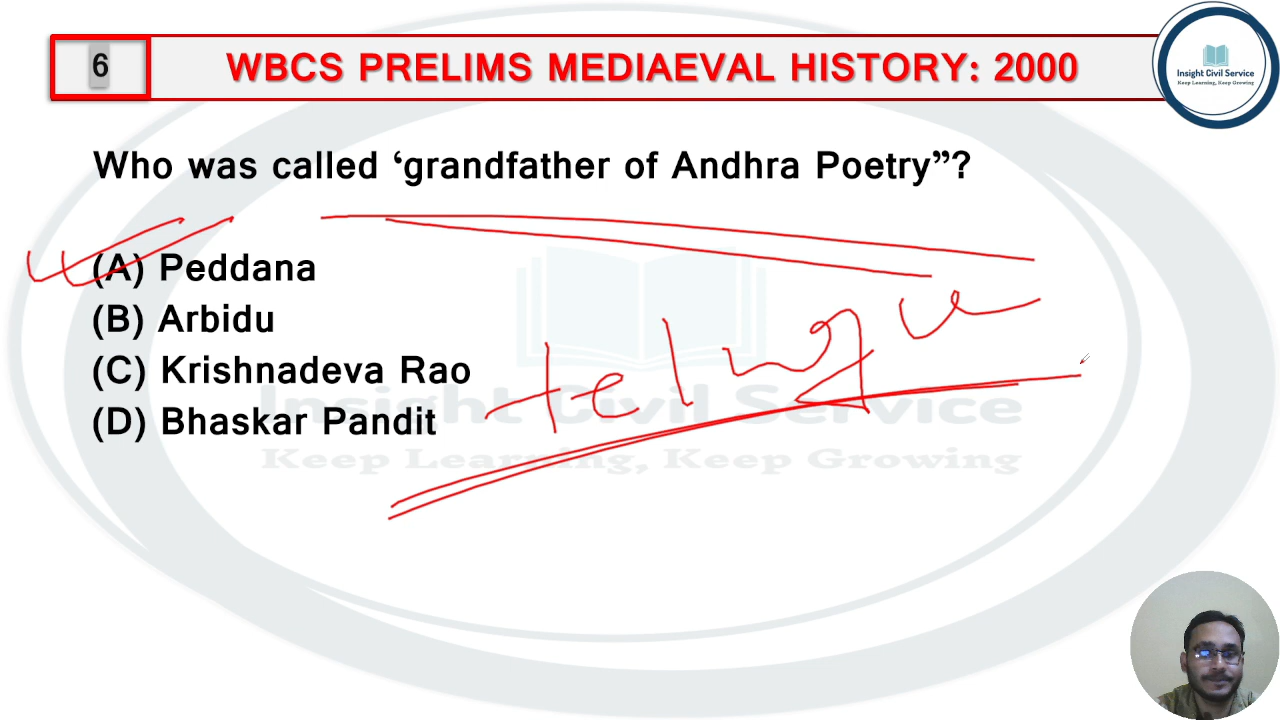 6
WBCS PRELIMS MEDIAEVAL HISTORY: 2000
Insight Civil Service
Keep Learning, Keep Growing
Who was called ‘grandfather of Andhra Poetry”?
(A) Peddana
(B) Arbidu
(C) Krishnadeva Rao
(D) Bhaskar Pandit
telugu
Insight Civil Service
Keep Learning, Keep Growing